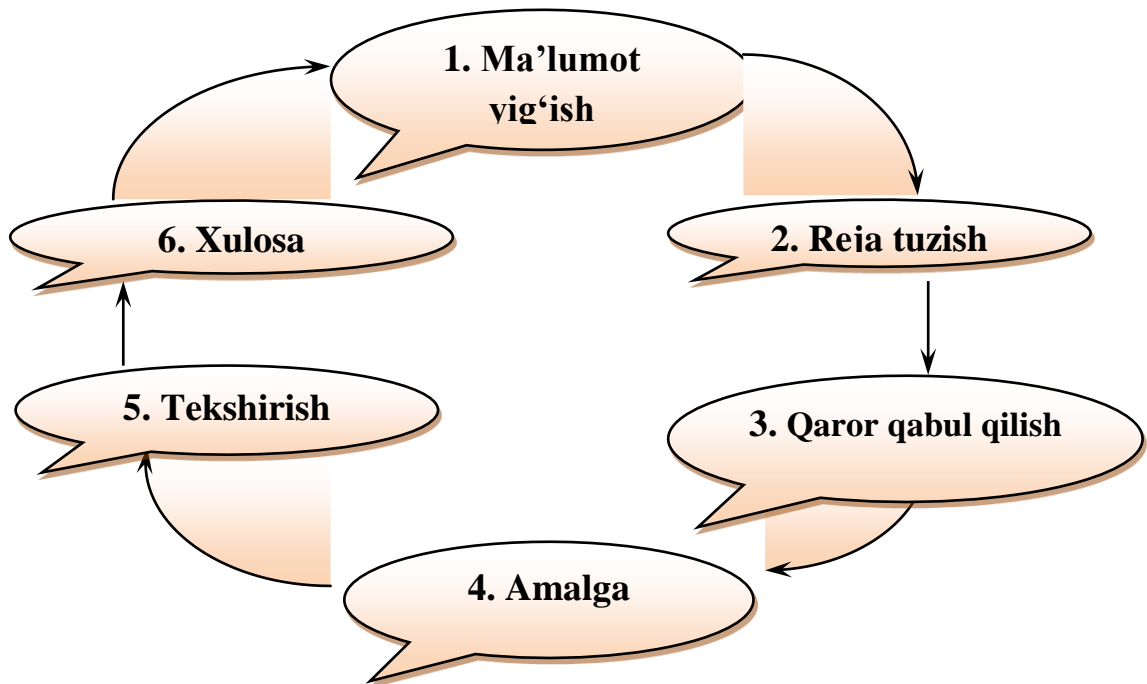 1. Ma’lumot
yig‘ish
2. Reja tuzish
3. Qaror qabul qilish
4. Amalga
5. Tekshirish
6. Xulosa